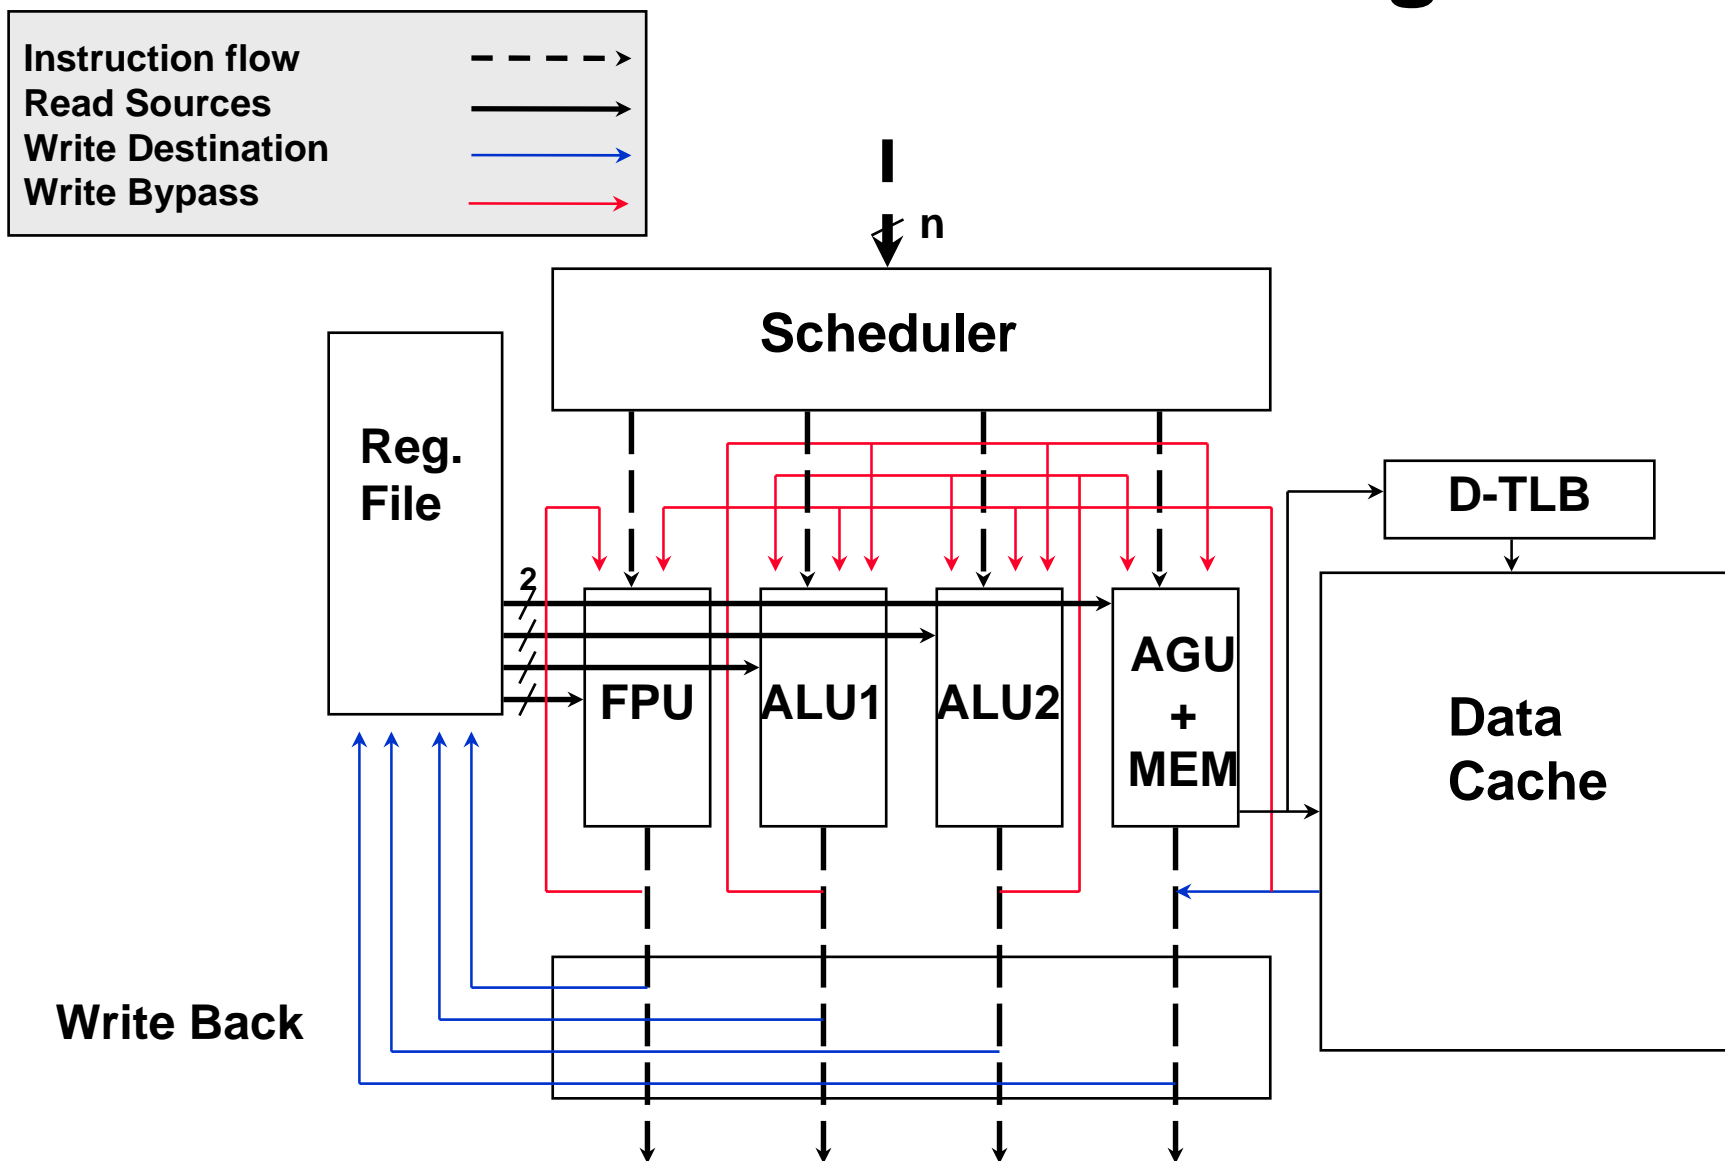 Instruction flow
Read Sources
Write Destination
Write Bypass
n
Scheduler
Reg.
File
D-TLB
2
FPU
ALU1
ALU2
AGU
+
MEM
Data
Cache
Write Back